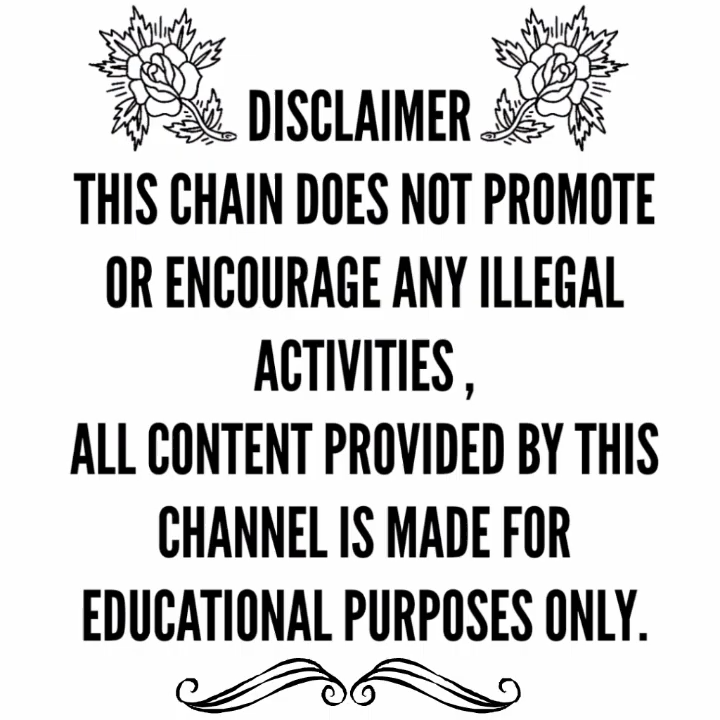 DISCLAIMER
THIS CHAIN DOES NOT PROMOTE
OR ENCOURAGE ANY ILLEGAL
ACTIVITIES ,
ALL CONTENT PROVIDED BY THIS
CHANNEL IS MADE FOR
EDUCATIONAL PURPOSES ONLY.